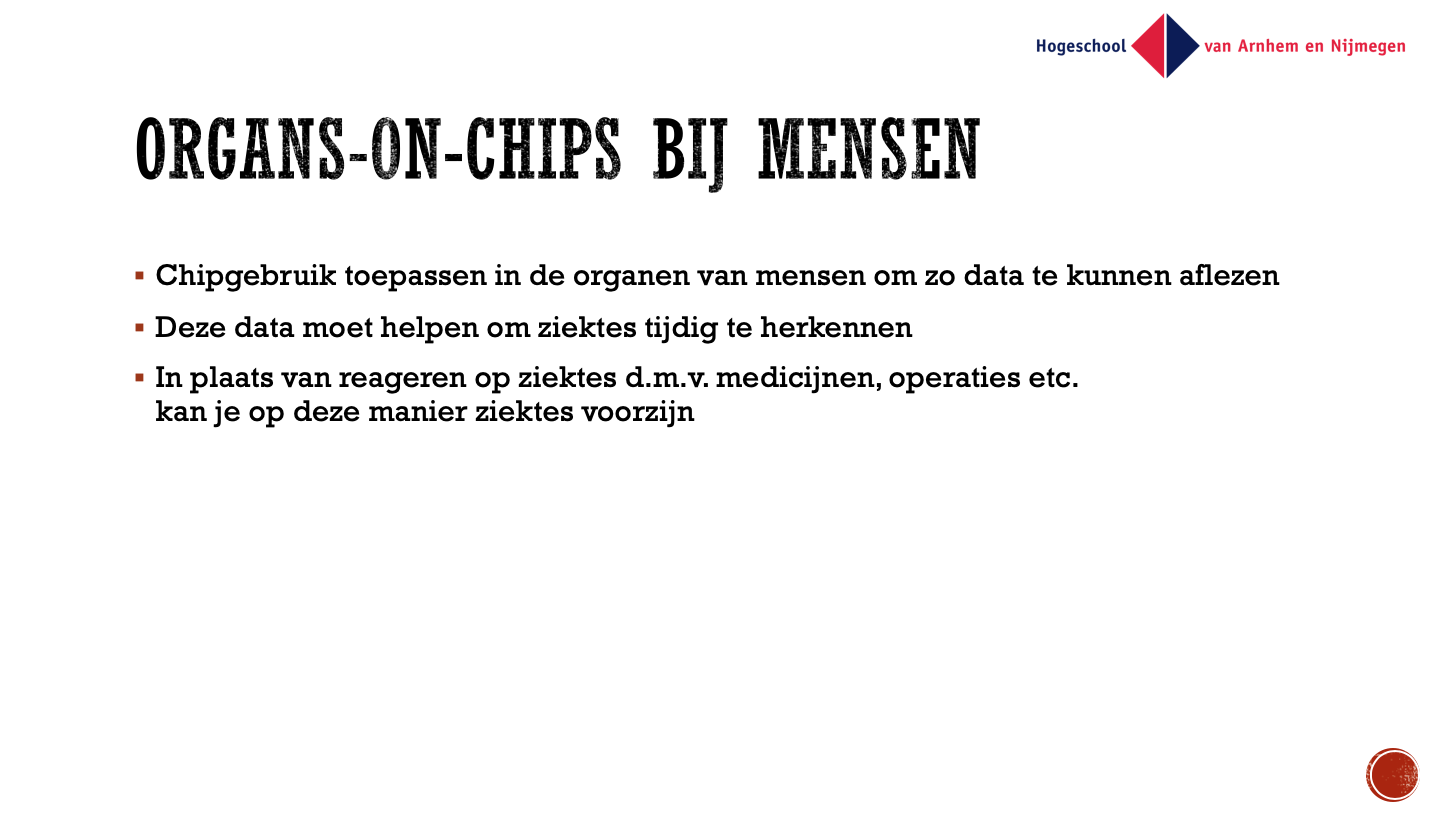 Hogeschool van Arnhem en Nijmegen
ORGANS-ON-CHIPS BIJ MENSEN
▪ Chipgebruik toepassen in de organen van mensen om zo data te kunnen aflezen
▪ Deze data moet helpen om ziektes tijdig te herkennen
▪ In plaats van reageren op ziektes d.m.v. medicijnen, operaties etc.
kan je op deze manier ziektes voorzijn